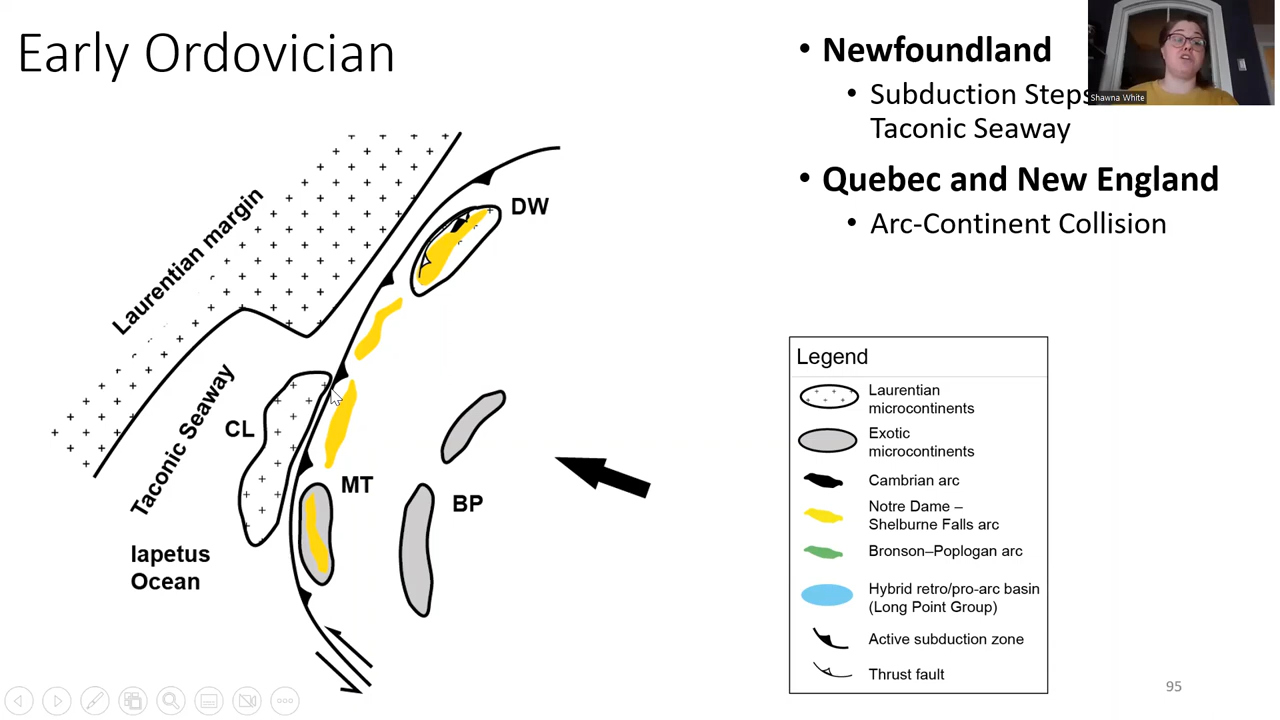 Early Ordovician
• Newfoundland
• Subduction Steps
Taconic Seaway
• Quebec and New England
• Arc-Continent Collision
Shawna White
Laurentian margin
DW
Taconic Seaway
CL
MT
BP
Iapetus
Ocean
Legend
Laurentian
microcontinents
Exotic
microcontinents
Cambrian arc
Notre Dame –
Shelburne Falls arc
Bronson–Poplogan arc
Hybrid retro/pro-arc basin
(Long Point Group)
Active subduction zone
Thrust fault
95